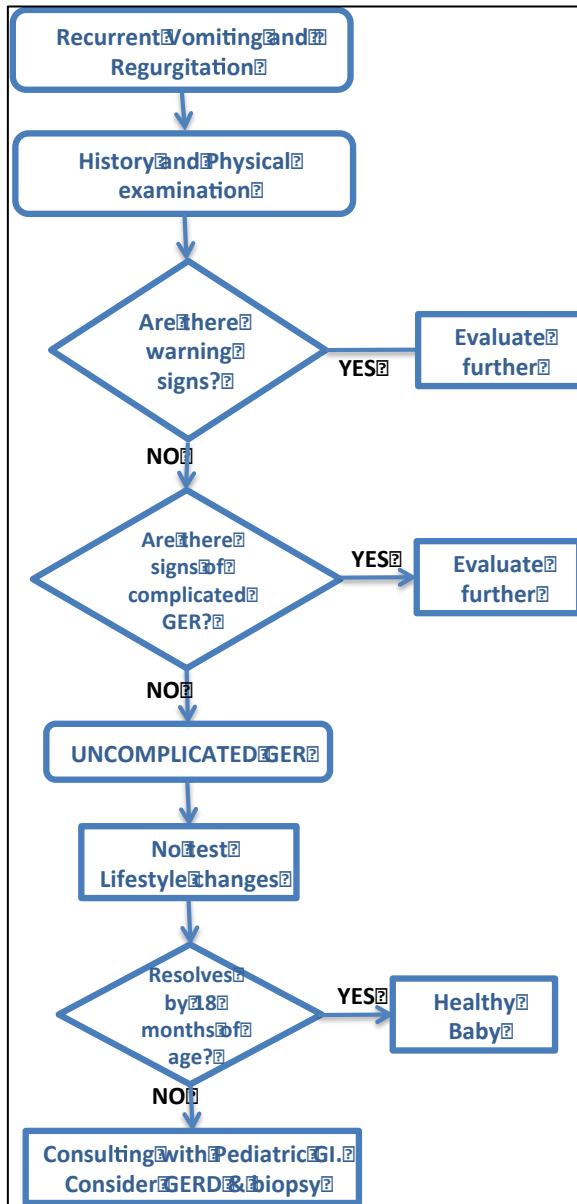 Recurrent Vomiting and
Regurgitation
History and Physical
examination
Are there
warning
signs?
YES
Evaluate
further
NO
Are there
signs of
complicated
GER?
YES
Evaluate
further
NO
UNCOMPLICATED GER
No test
Lifestyle changes
Resolves
by 18
months of
age?
YES
Healthy
Baby
NO
Consulting with Pediatric GI.
Consider GERD & biopsy